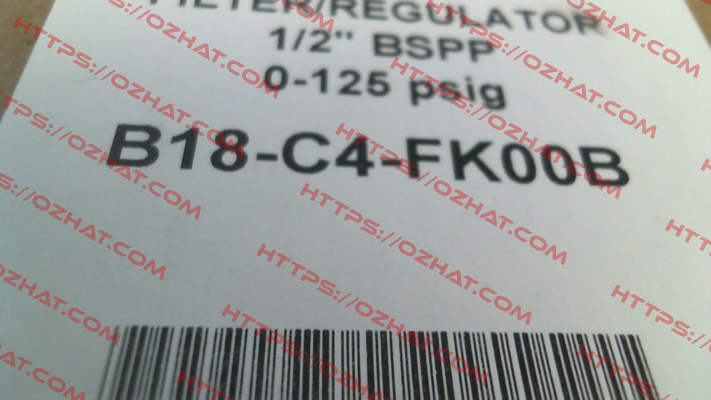 FILTER/REGULATOR
1/2" BSPP
0-125 psig
B18-C4-FK00B
HTTPS://OZHAT.COM